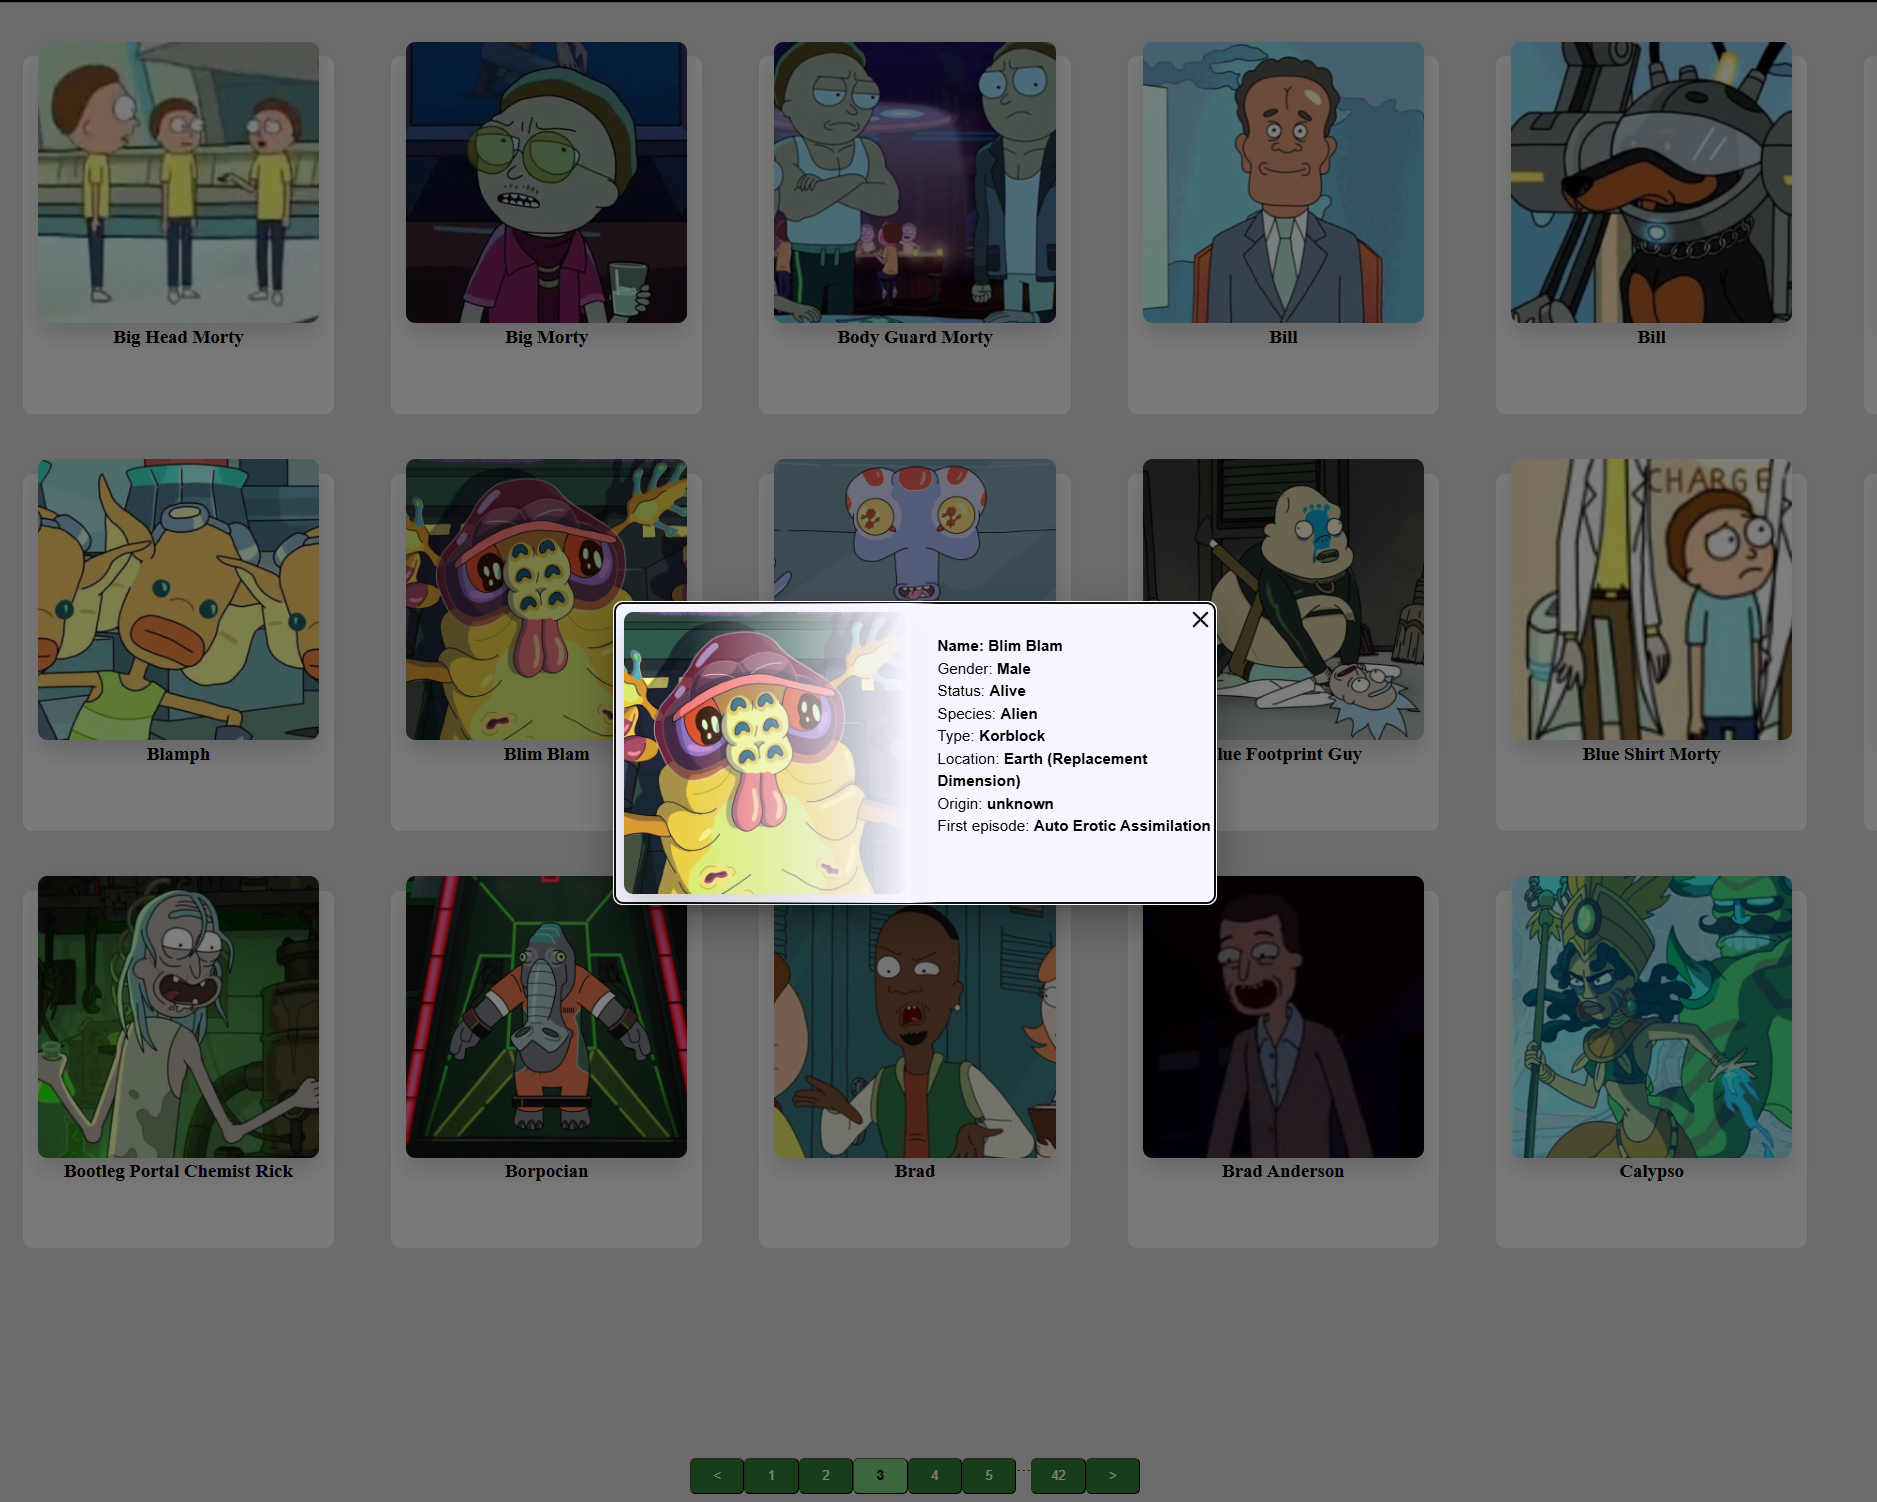 Big Head Morty
Big Morty
Body Guard Morty
Bill
Bill
CHARGE
Blamph
Blim Blam
lue Footprint Guy
Blue Shirt Morty
Name: Blim Blam
Gender: Male
Status: Alive
Species: Alien
Type: Korblock
Location: Earth (Replacement
Dimension)
Origin: unknown
First episode: Auto Erotic Assimilation
Bootleg Portal Chemist Rick
Borpocian
Brad
Brad Anderson
Calypso
< 1 2 3 4 5 ... 42 >